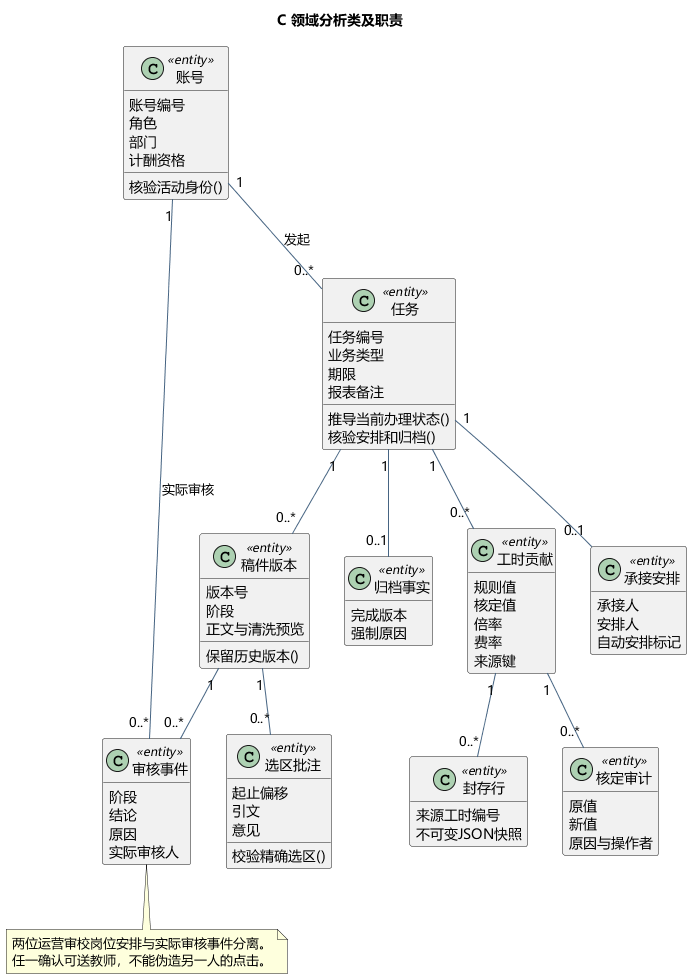 C 领域分析类及职责
C «entity»
账号
账号编号
角色
部门
计酬资格
核验活动身份()
1
1
发起
0..*
C «entity»
任务
任务编号
业务类型
期限
报表备注
推导当前办理状态()
核验安排和归档()
1
1
1
1
实际审核
0..*
0..1
0..*
0..1
C «entity»
稿件版本
版本号
阶段
正文与清洗预览
保留历史版本()
C «entity»
归档事实
完成版本
强制原因
C «entity»
工时贡献
规则值
核定值
倍率
费率
来源键
C «entity»
承接安排
承接人
安排人
自动安排标记
1
1
1
1
0..*
0..*
0..*
0..*
0..*
C «entity»
审核事件
阶段
结论
原因
实际审核人
C «entity»
选区批注
起止偏移
引文
意见
校验精确选区()
C «entity»
封存行
来源工时编号
不可变JSON快照
C «entity»
核定审计
原值
新值
原因与操作者
两位运营审校岗位安排与实际审核事件分离。
任一确认可送教师，不能伪造另一人的点击。